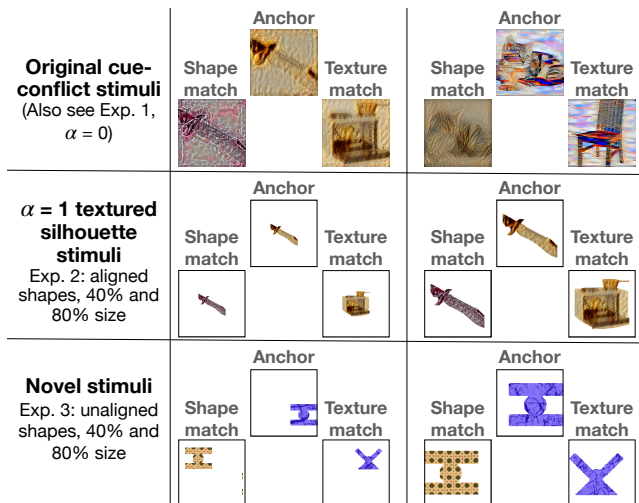 Original cue-
conflict stimuli
(Also see Exp. 1,
α = 0)
Anchor
Shape
match
Texture
match
Anchor
Shape
match
Texture
match
α = 1 textured
silhouette
stimuli
Exp. 2: aligned
shapes, 40% and
80% size
Anchor
Shape
match
Texture
match
Anchor
Shape
match
Texture
match
Novel stimuli
Exp. 3: unaligned
shapes, 40% and
80% size
Anchor
Shape
match
Texture
match
Anchor
Shape
match
Texture
match